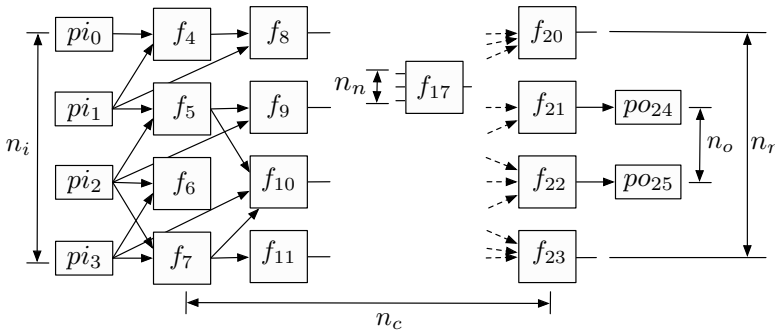 pi₀ f₄ f₈ f₂₀
nₙ f₁₇
pi₁ f₅ f₉ f₂₁ po₂₄
nᵢ nₒ nᵣ
pi₂ f₆ f₁₀ f₂₂ po₂₅
pi₃ f₇ f₁₁ f₂₃
n_c